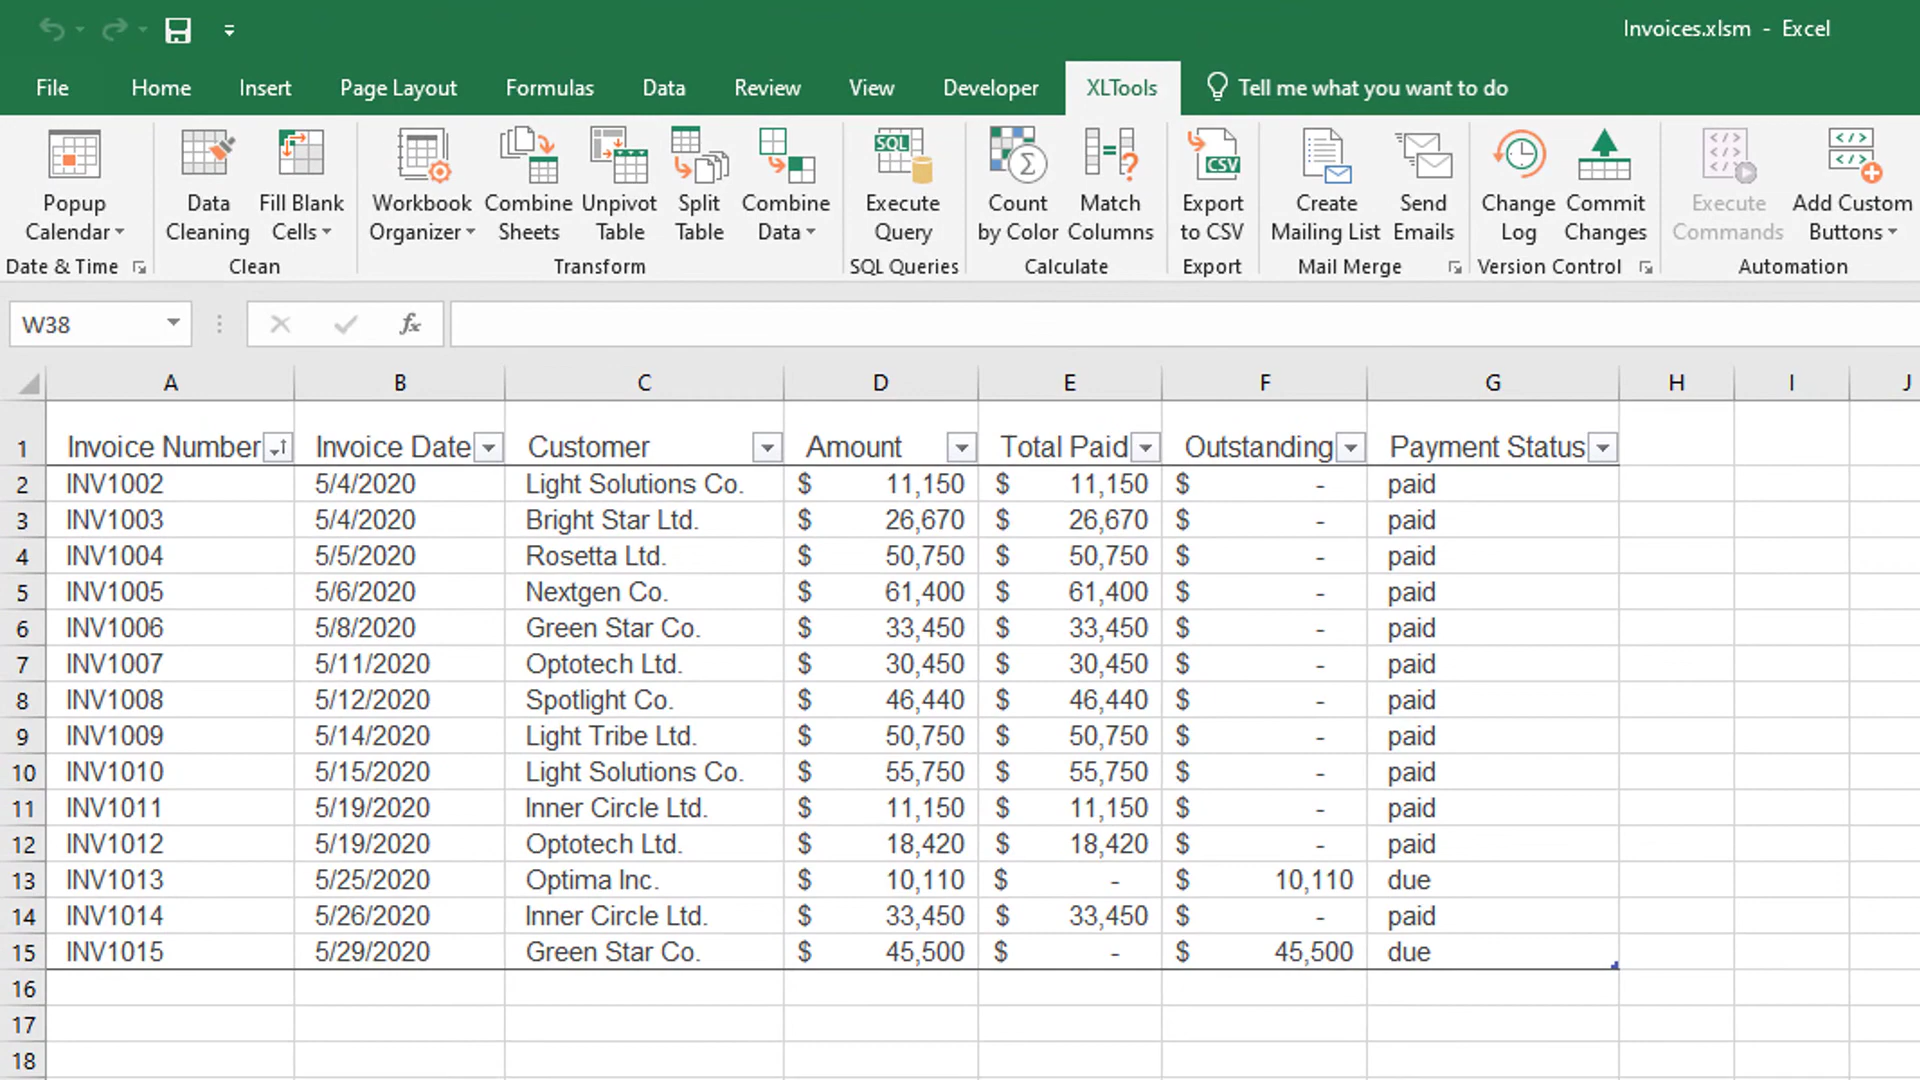 Invoices.xlsm - Excel
File Home Insert Page Layout Formulas Data Review View Developer XLTools Tell me what you want to do
Popup Calendar
Data Cleaning
Fill Blank Cells
Workbook Organizer
Combine Sheets
Unpivot Table
Split Table
Combine Data
SQL
Execute Query
Count by Color
Match Columns
CSV
Export to CSV
Create Mailing List
Send Emails
Change Log
Commit Changes
Execute Commands
Add Custom Buttons
Date & Time Clean Transform SQL Queries Calculate Export Mail Merge Version Control Automation
W38 fx
A B C D E F G H I J
1 Invoice Number Invoice Date Customer Amount Total Paid Outstanding Payment Status
2 INV1002 5/4/2020 Light Solutions Co. $ 11,150 $ 11,150 $ - paid
3 INV1003 5/4/2020 Bright Star Ltd. $ 26,670 $ 26,670 $ - paid
4 INV1004 5/5/2020 Rosetta Ltd. $ 50,750 $ 50,750 $ - paid
5 INV1005 5/6/2020 Nextgen Co. $ 61,400 $ 61,400 $ - paid
6 INV1006 5/8/2020 Green Star Co. $ 33,450 $ 33,450 $ - paid
7 INV1007 5/11/2020 Optotech Ltd. $ 30,450 $ 30,450 $ - paid
8 INV1008 5/12/2020 Spotlight Co. $ 46,440 $ 46,440 $ - paid
9 INV1009 5/14/2020 Light Tribe Ltd. $ 50,750 $ 50,750 $ - paid
10 INV1010 5/15/2020 Light Solutions Co. $ 55,750 $ 55,750 $ - paid
11 INV1011 5/19/2020 Inner Circle Ltd. $ 11,150 $ 11,150 $ - paid
12 INV1012 5/19/2020 Optotech Ltd. $ 18,420 $ 18,420 $ - paid
13 INV1013 5/25/2020 Optima Inc. $ 10,110 $ - $ 10,110 due
14 INV1014 5/26/2020 Inner Circle Ltd. $ 33,450 $ 33,450 $ - paid
15 INV1015 5/29/2020 Green Star Co. $ 45,500 $ - $ 45,500 due
16
17
18